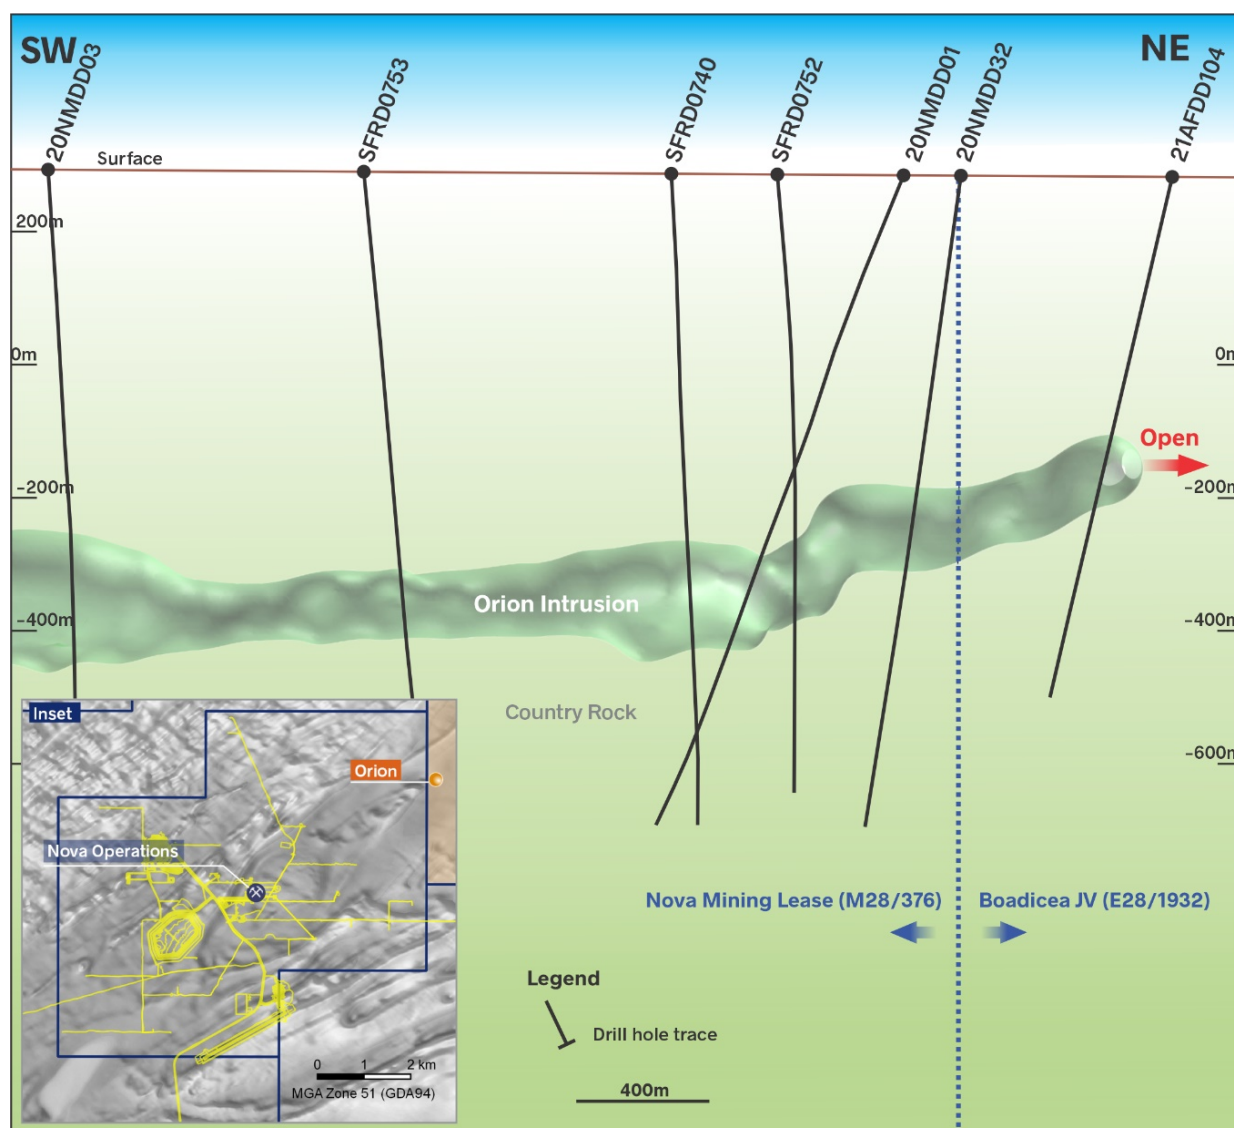 SW
NE
20NMDD03
SFRD0753
SFRD0740
SFRD0752
20NMDD01
20NMDD32
21AFDD104
Surface
200m
0m
0m
Open
-200m
-200m
Orion Intrusion
-400m
-400m
Country Rock
-600m
Inset
Orion
Nova Operations
0 1 2 km
MGA Zone 51 (GDA94)
Nova Mining Lease (M28/376)
Boadicea JV (E28/1932)
Legend
Drill hole trace
400m